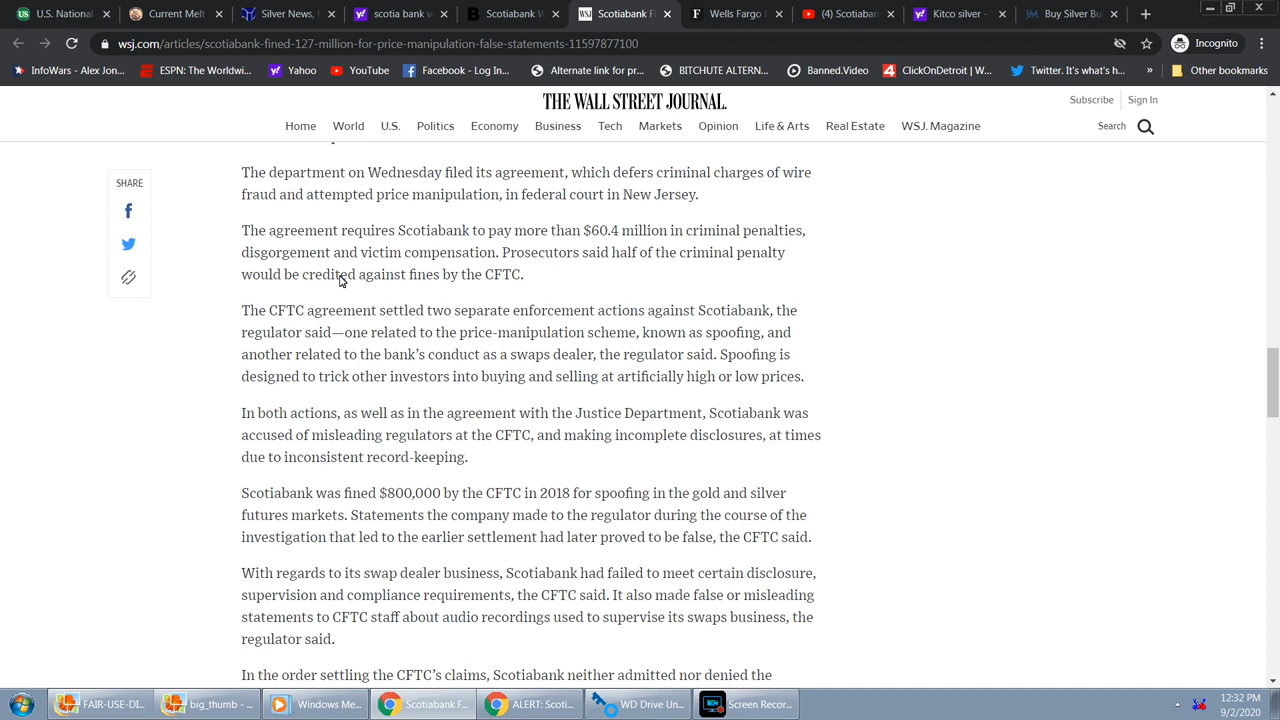 U.S. National
Current Melt
Silver News,
scotia bank w
Scotiabank W
Scotiabank Fi
Wells Fargo
(4) Scotiaban
Kitco silver -
Buy Silver Bu
wsj.com/articles/scotiabank-fined-127-million-for-price-manipulation-false-statements-11597877100
Incognito
InfoWars - Alex Jon...
ESPN: The Worldwi...
Yahoo
YouTube
Facebook - Log In...
Alternate link for pr...
BITCHUTE ALTERN...
Banned.Video
ClickOnDetroit | W...
Twitter. It's what's h...
»
Other bookmarks
THE WALL STREET JOURNAL.
Subscribe
Sign In
Home World U.S. Politics Economy Business Tech Markets Opinion Life & Arts Real Estate WSJ. Magazine
Search
SHARE
The department on Wednesday filed its agreement, which defers criminal charges of wire
fraud and attempted price manipulation, in federal court in New Jersey.
The agreement requires Scotiabank to pay more than $60.4 million in criminal penalties,
disgorgement and victim compensation. Prosecutors said half of the criminal penalty
would be credited against fines by the CFTC.
The CFTC agreement settled two separate enforcement actions against Scotiabank, the
regulator said—one related to the price-manipulation scheme, known as spoofing, and
another related to the bank's conduct as a swaps dealer, the regulator said. Spoofing is
designed to trick other investors into buying and selling at artificially high or low prices.
In both actions, as well as in the agreement with the Justice Department, Scotiabank was
accused of misleading regulators at the CFTC, and making incomplete disclosures, at times
due to inconsistent record-keeping.
Scotiabank was fined $800,000 by the CFTC in 2018 for spoofing in the gold and silver
futures markets. Statements the company made to the regulator during the course of the
investigation that led to the earlier settlement had later proved to be false, the CFTC said.
With regards to its swap dealer business, Scotiabank had failed to meet certain disclosure,
supervision and compliance requirements, the CFTC said. It also made false or misleading
statements to CFTC staff about audio recordings used to supervise its swaps business, the
regulator said.
In the order settling the CFTC's claims, Scotiabank neither admitted nor denied the
FAIR-USE-DI...
big_thumb - ...
Windows Me...
Scotiabank F...
ALERT: Scoti...
WD Drive Un...
Screen Recor...
12:32 PM
9/2/2020